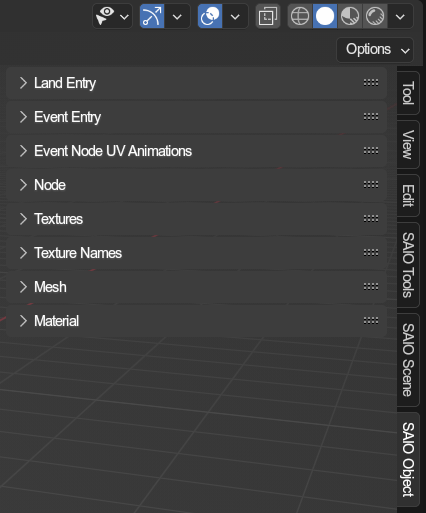 Options
Land Entry
Event Entry
Event Node UV Animations
Node
Textures
Texture Names
Mesh
Material
Tool
View
Edit
SAIO Tools
SAIO Scene
SAIO Object